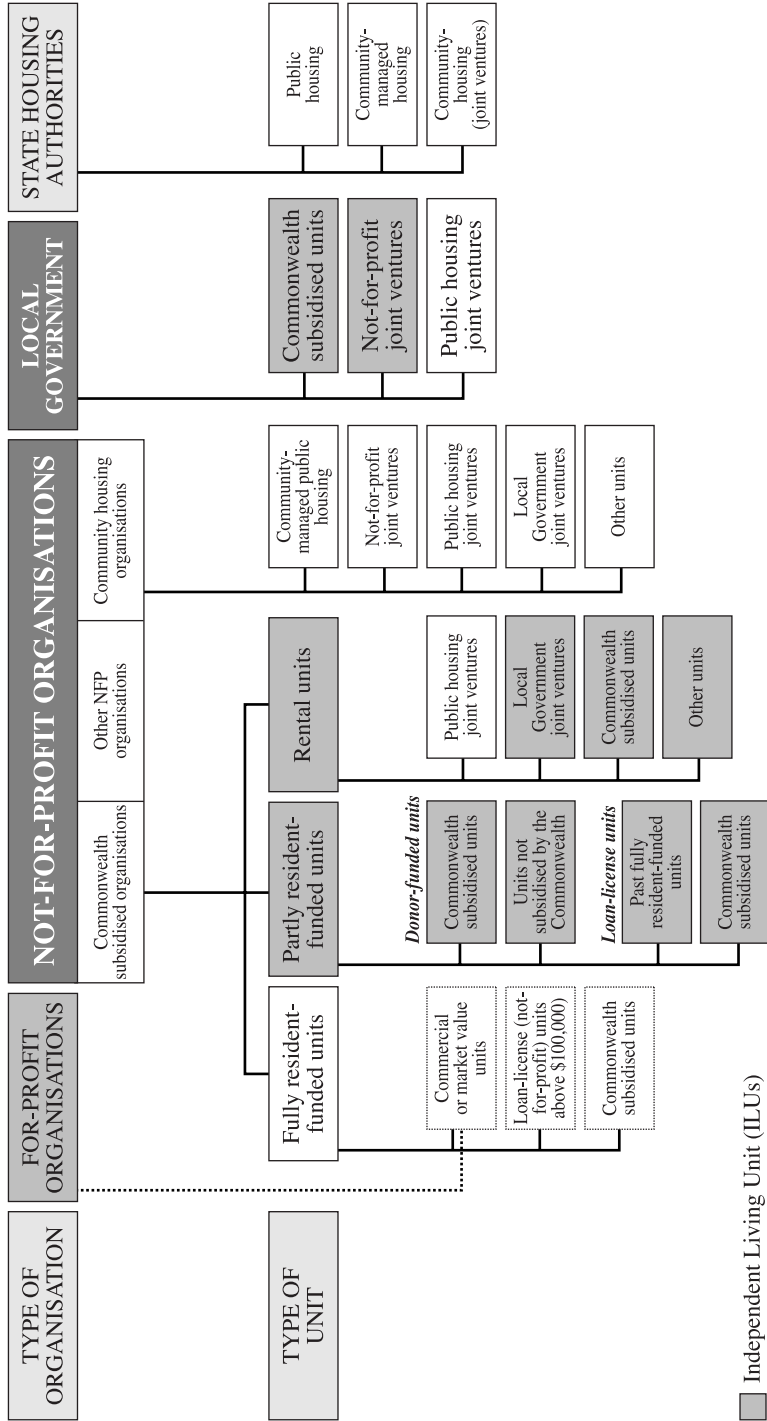 TYPE OF
ORGANISATION
FOR-PROFIT
ORGANISATIONS
NOT-FOR-PROFIT ORGANISATIONS
LOCAL
GOVERNMENT
STATE HOUSING
AUTHORITIES
Commonwealth
subsidised organisations
Other NFP
organisations
Community housing
organisations
TYPE OF
UNIT
Fully resident-
funded units
Commercial
or market value
units
Loan-license (not-
for-profit) units
above $100,000)
Commonwealth
subsidised units
Partly resident-
funded units
Donor-funded units
Commonwealth
subsidised units
Units not
subsidised by the
Commonwealth
Loan-license units
Past fully
resident-funded
units
Commonwealth
subsidised units
Rental units
Public housing
joint ventures
Local
Government
joint ventures
Commonwealth
subsidised units
Other units
Community-
managed public
housing
Not-for-profit
joint ventures
Public housing
joint ventures
Local
Government
joint ventures
Other units
Commonwealth
subsidised units
Not-for-profit
joint ventures
Public housing
joint ventures
Public
housing
Community-
managed
housing
Community-
housing
(joint ventures)
Independent Living Unit (ILUs)